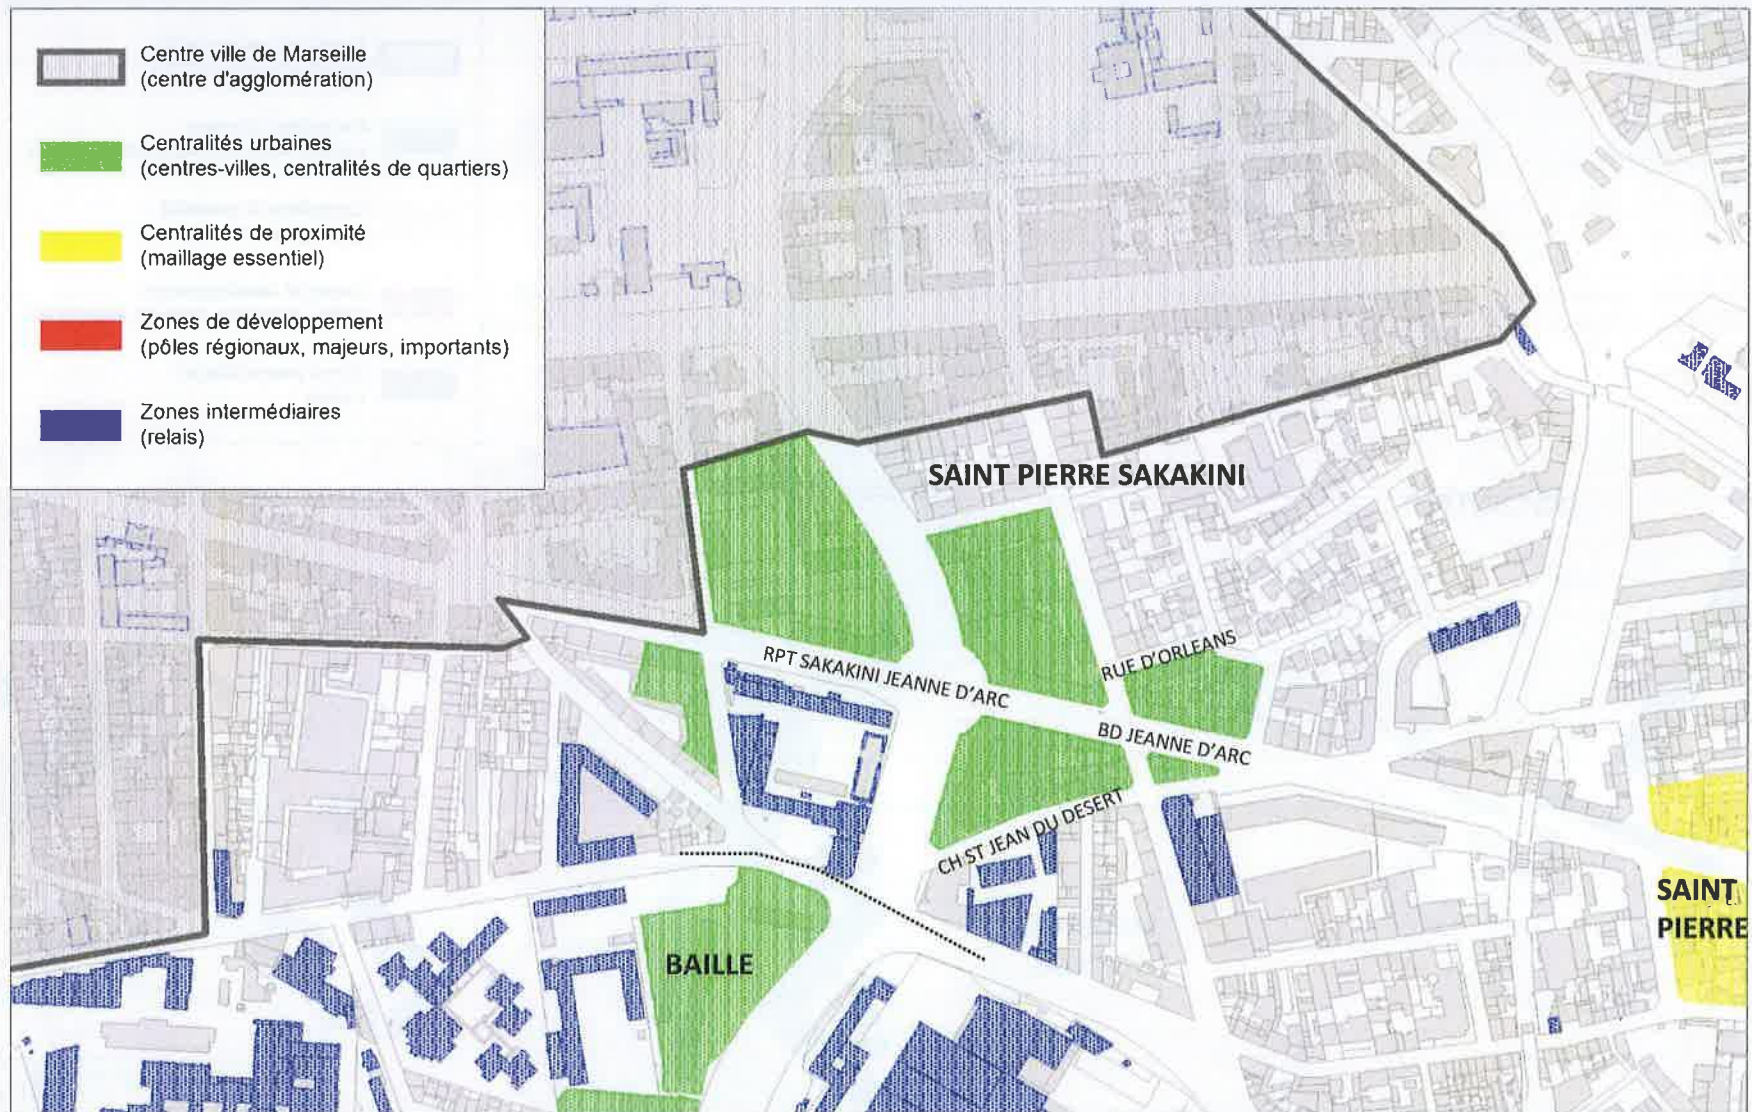 Centre ville de Marseille
(centre d'agglomération)
Centralités urbaines
(centres-villes, centralités de quartiers)
Centralités de proximité
(maillage essentiel)
Zones de développement
(pôles régionaux, majeurs, importants)
Zones intermédiaires
(relais)
SAINT PIERRE SAKAKINI
RUE D'ORLEANS
RPT SAKAKINI JEANNE D'ARC
BD JEANNE D'ARC
CH ST JEAN DU DESERT
SAINT
PIERRE
BAILLE